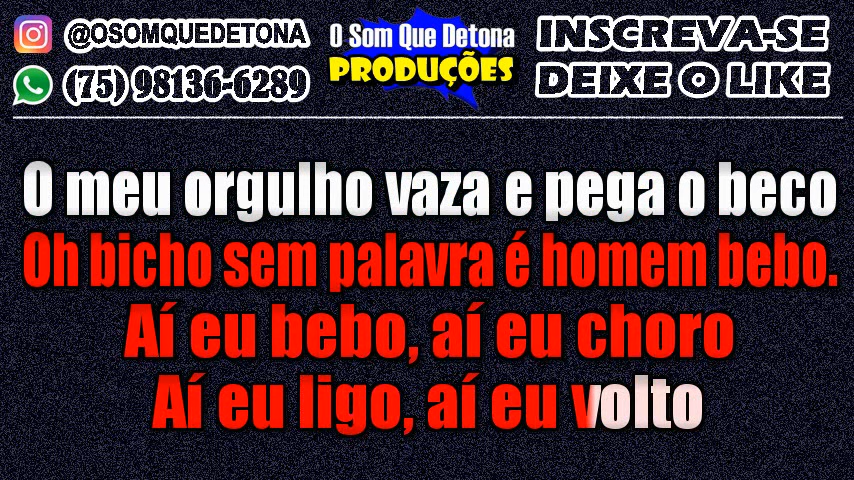 @OSOMQUEDETONA
(75) 98136-6289
O Som Que Detona
PRODUÇÕES
INSCREVA-SE
DEIXE O LIKE
O meu orgulho vaza e pega o beco
Oh bicho sem palavra é homem bebo.
Aí eu bebo, aí eu choro
Aí eu ligo, aí eu volto